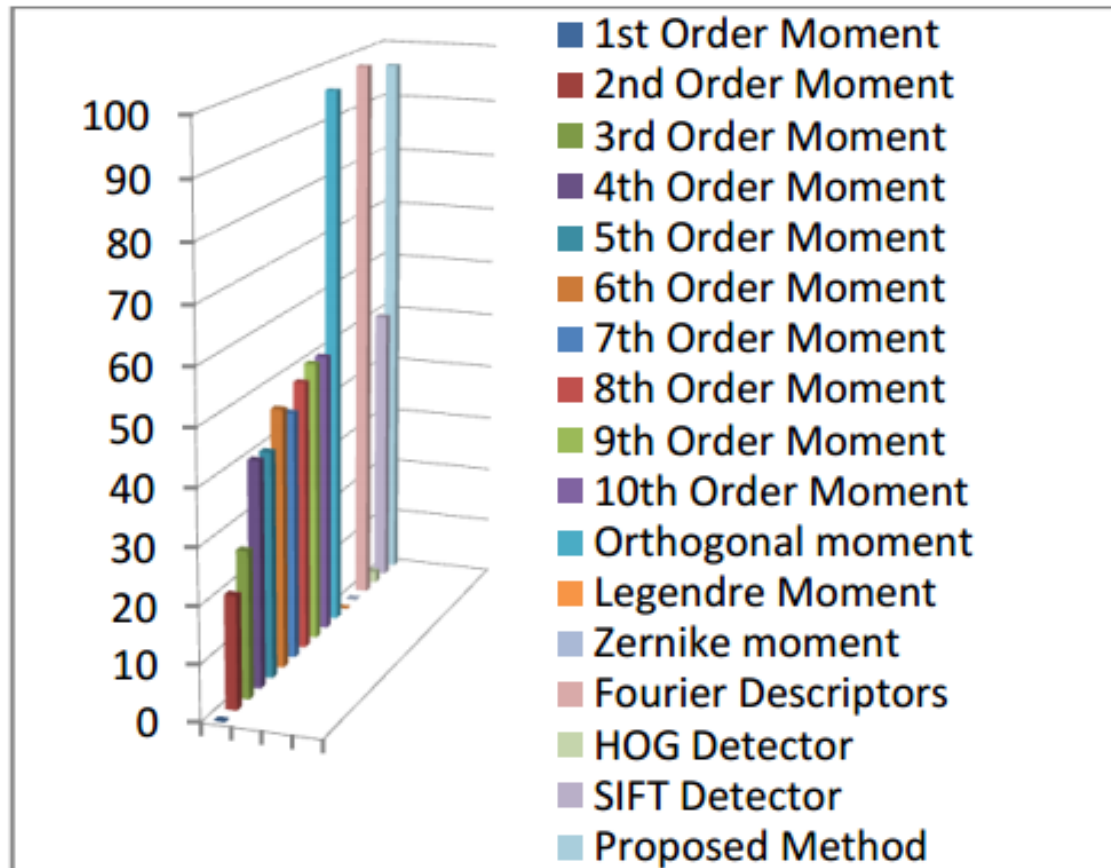 100
90
80
70
60
50
40
30
20
10
0
1st Order Moment
2nd Order Moment
3rd Order Moment
4th Order Moment
5th Order Moment
6th Order Moment
7th Order Moment
8th Order Moment
9th Order Moment
10th Order Moment
Orthogonal moment
Legendre Moment
Zernike moment
Fourier Descriptors
HOG Detector
SIFT Detector
Proposed Method